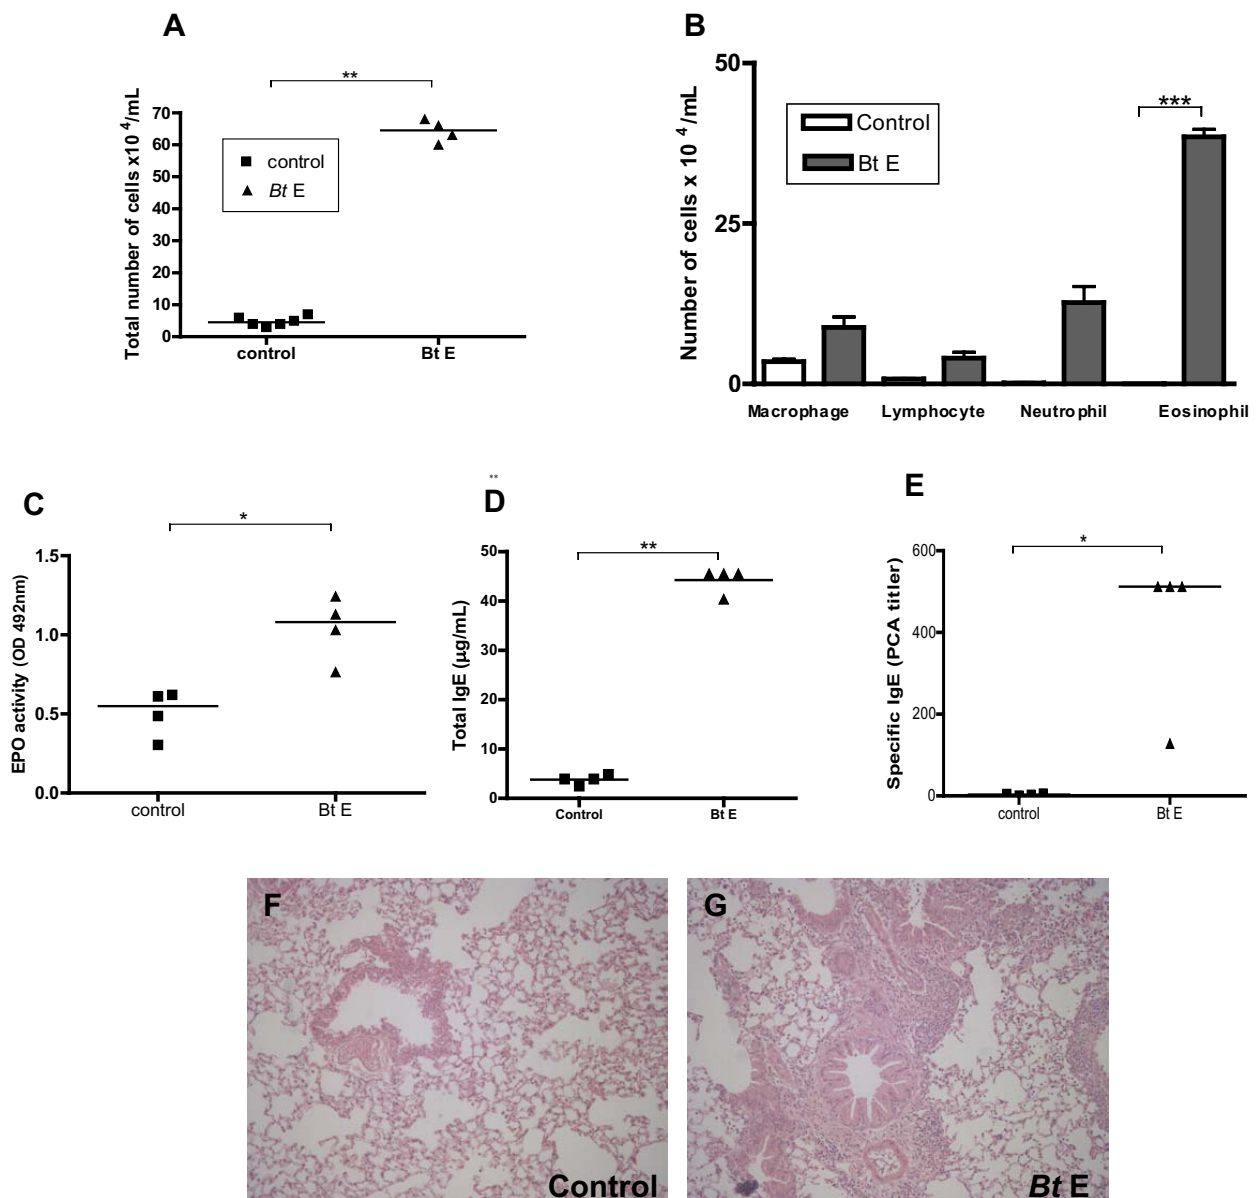 A
**
Total number of cells x10 4/mL
70
60
50
40
30
20
10
0
control
Bt E
control
Bt E
B
***
Number of cells x 10 4/mL
50
25
0
Control
Bt E
Macrophage Lymphocyte Neutrophil Eosinophil
C
*
EPO activity (OD 492nm)
1.5
1.0
0.5
0.0
control Bt E
**
D
**
Total IgE (µg/mL)
50
40
30
20
10
0
Control Bt E
E
*
Specific IgE (PCA titler)
600
400
200
0
control Bt E
F
Control
G
Bt E